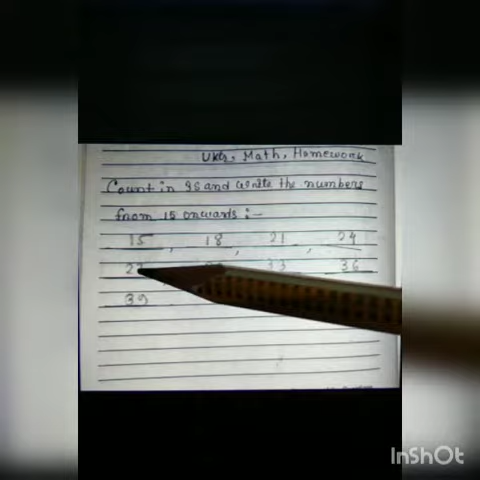 UKG, Math, Homework
Count in 3s and write the numbers
from 15 onwards :-
15, 18, 21, 24
33 36
39
InShOt